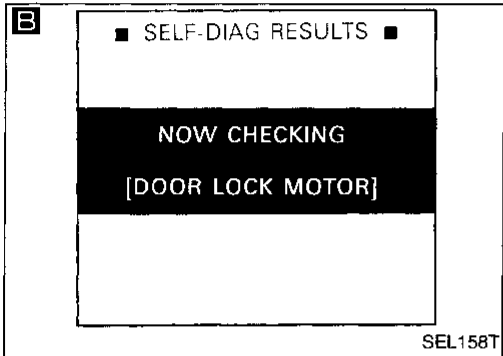 B
■ SELF-DIAG RESULTS ■
NOW CHECKING
[DOOR LOCK MOTOR]
SEL158T